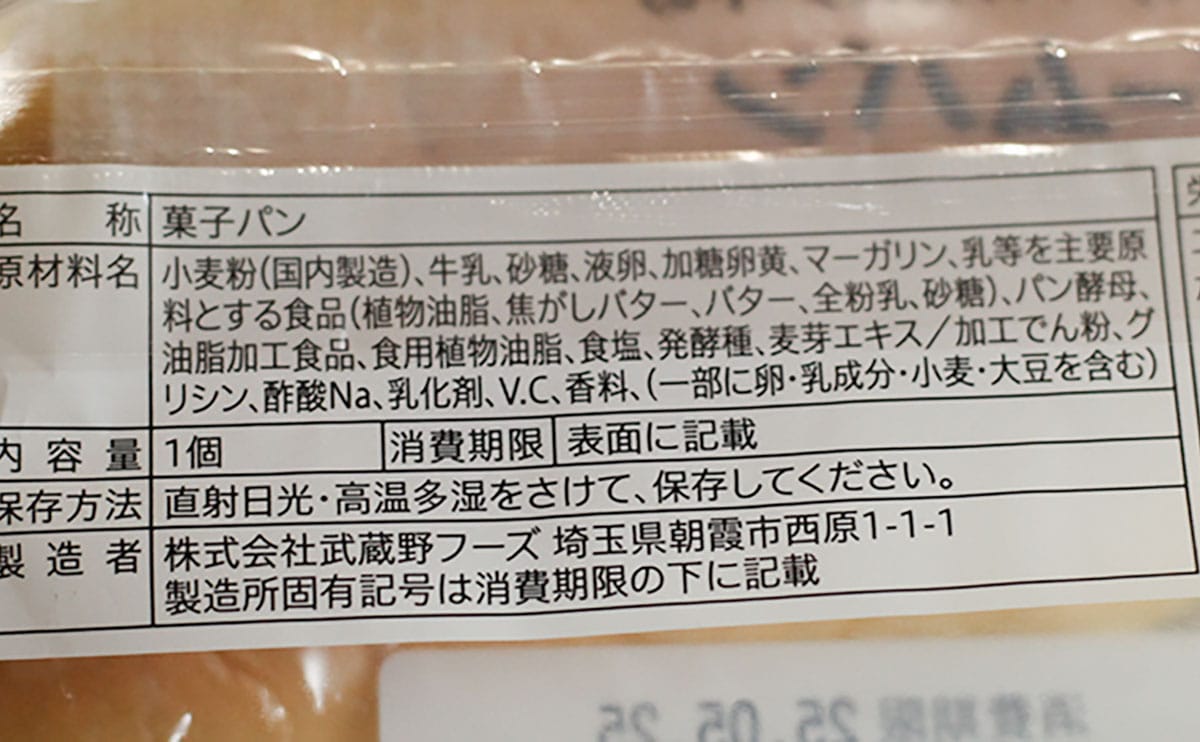 名称 菓子パン
原材料名 小麦粉(国内製造)、牛乳、砂糖、液卵、加糖卵黄、マーガリン、乳等を主要原
料とする食品(植物油脂、焦がしバター、バター、全粉乳、砂糖)、パン酵母、
油脂加工食品、食用植物油脂、食塩、発酵種、麦芽エキス/加工でん粉、グ
リシン、酢酸Na、乳化剤、V.C、香料、(一部に卵・乳成分・小麦・大豆を含む)
内容量 1個 消費期限 表面に記載
保存方法 直射日光・高温多湿をさけて、保存してください。
製造者 株式会社武蔵野フーズ 埼玉県朝霞市西原1-1-1
製造所固有記号は消費期限の下に記載
消費期限 25.05.25